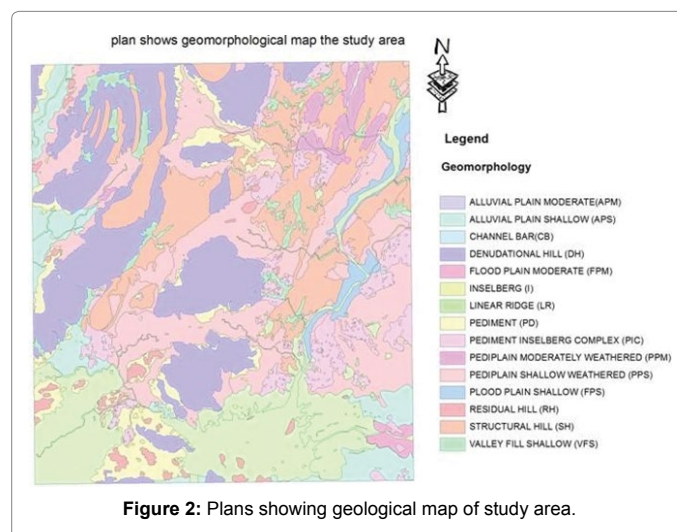 plan shows geomorphological map the study area
N
Legend
Geomorphology
ALLUVIAL PLAIN MODERATE(APM)
ALLUVIAL PLAIN SHALLOW (APS)
CHANNEL BAR(CB)
DENUDATIONAL HILL (DH)
FLOOD PLAIN MODERATE (FPM)
INSELBERG (I)
LINEAR RIDGE (LR)
PEDIMENT (PD)
PEDIMENT INSELBERG COMPLEX (PIC)
PEDIPLAIN MODERATELY WEATHERED (PPM)
PEDIPLAIN SHALLOW WEATHERED (PPS)
PLOOD PLAIN SHALLOW (FPS)
RESIDUAL HILL (RH)
STRUCTURAL HILL (SH)
VALLEY FILL SHALLOW (VFS)
Figure 2: Plans showing geological map of study area.